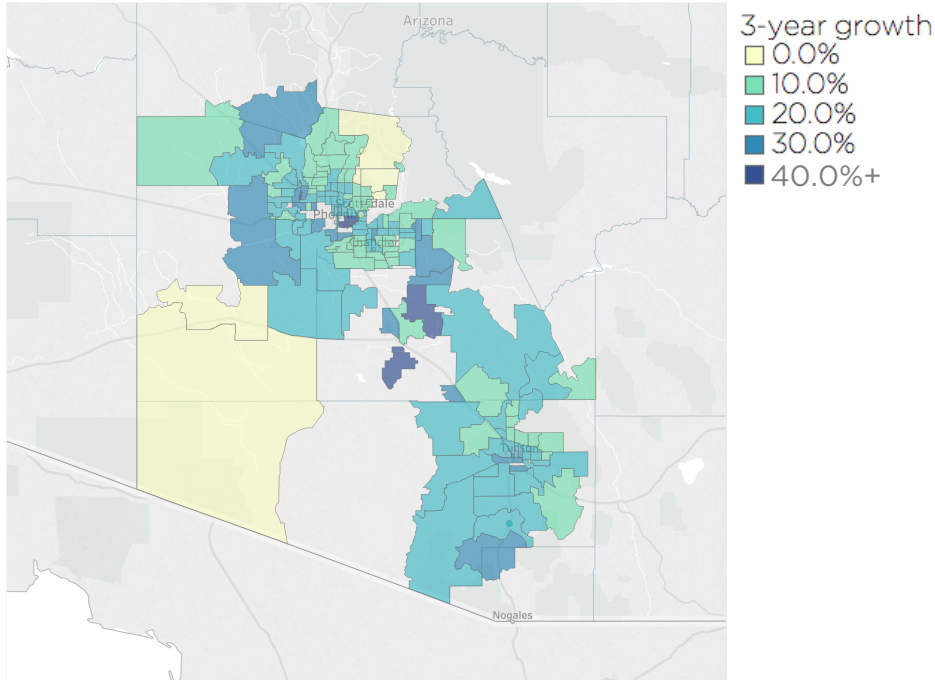 Arizona
3-year growth
0.0%
10.0%
20.0%
30.0%
40.0%+
Scottsdale
Phoenix
Chandler
Tucson
Nogales